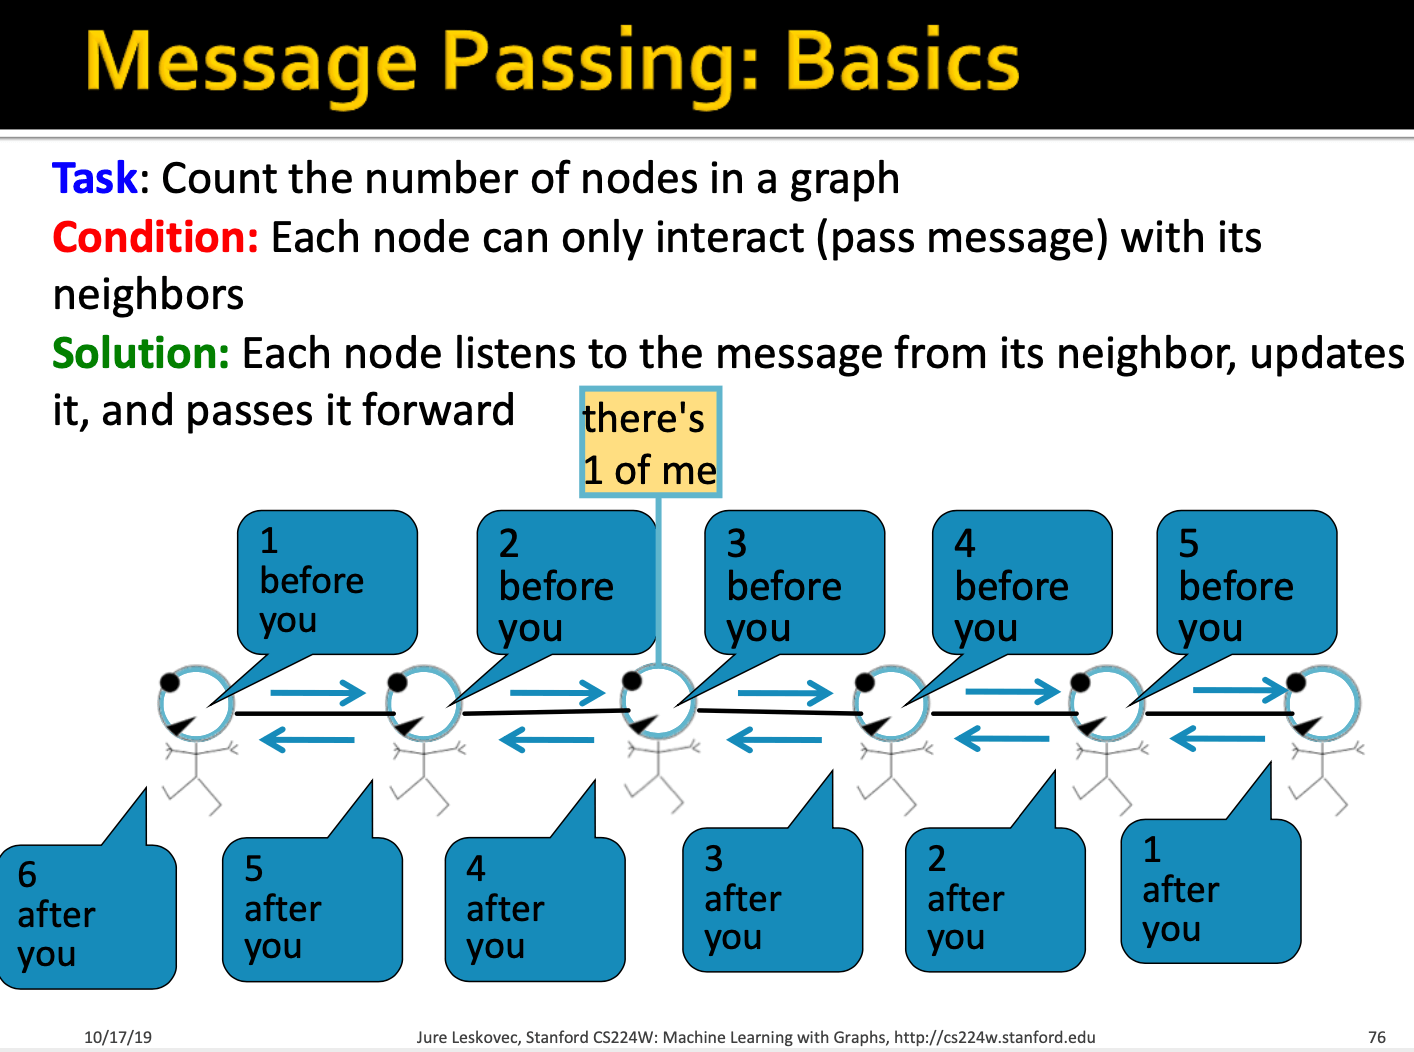 Message Passing: Basics
Task: Count the number of nodes in a graph
Condition: Each node can only interact (pass message) with its
neighbors
Solution: Each node listens to the message from its neighbor, updates
it, and passes it forward
there's
1 of me
1
before
you
2
before
you
3
before
you
4
before
you
5
before
you
6
after
you
5
after
you
4
after
you
3
after
you
2
after
you
1
after
you
10/17/19
Jure Leskovec, Stanford CS224W: Machine Learning with Graphs, http://cs224w.stanford.edu
76